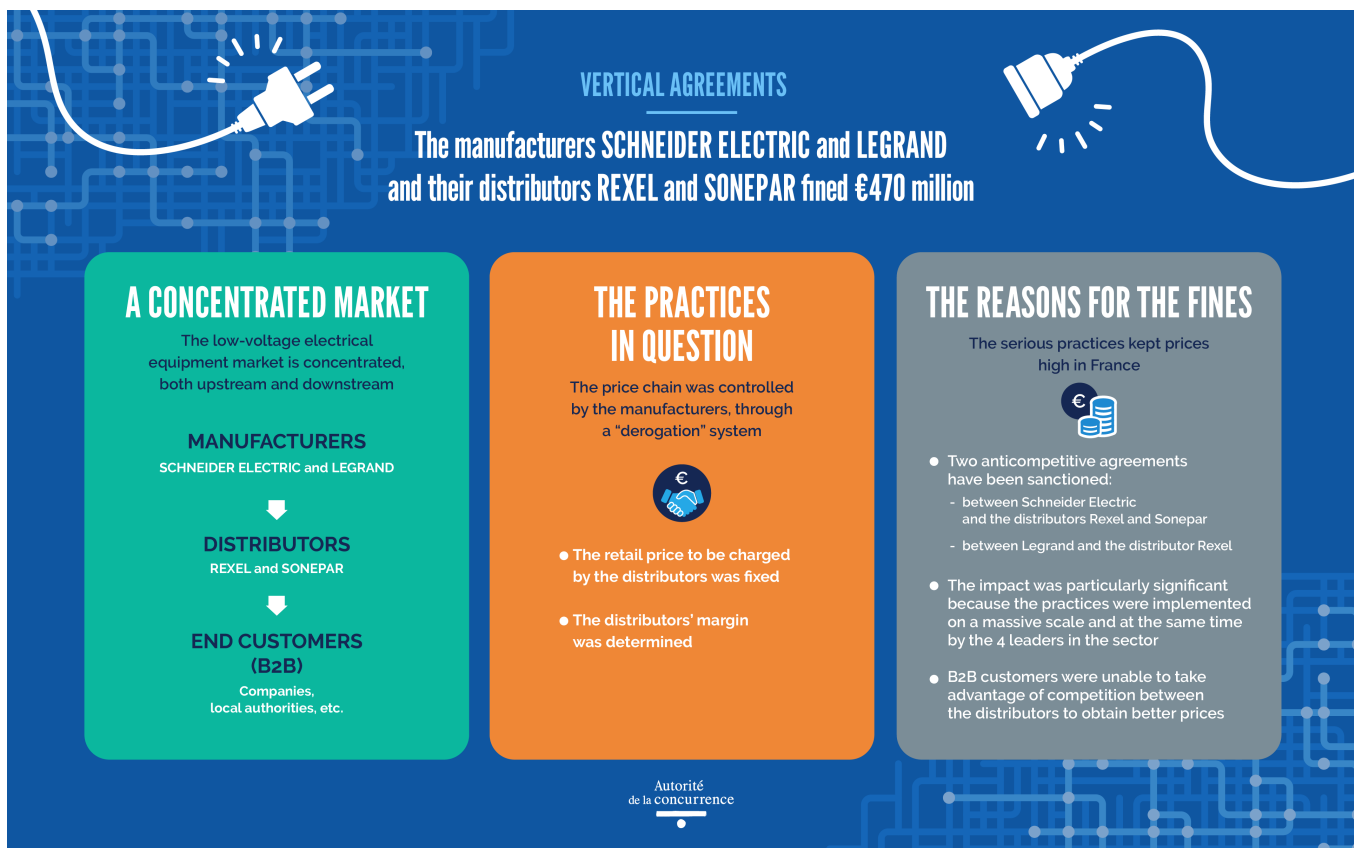 VERTICAL AGREEMENTS
The manufacturers SCHNEIDER ELECTRIC and LEGRAND
and their distributors REXEL and SONEPAR fined €470 million
A CONCENTRATED MARKET
The low-voltage electrical
equipment market is concentrated,
both upstream and downstream
MANUFACTURERS
SCHNEIDER ELECTRIC and LEGRAND
DISTRIBUTORS
REXEL and SONEPAR
END CUSTOMERS
(B2B)
Companies,
local authorities, etc.
THE PRACTICES
IN QUESTION
The price chain was controlled
by the manufacturers, through
a “derogation” system
€
● The retail price to be charged
by the distributors was fixed
● The distributors’ margin
was determined
THE REASONS FOR THE FINES
The serious practices kept prices
high in France
€
● Two anticompetitive agreements
have been sanctioned:
- between Schneider Electric
and the distributors Rexel and Sonepar
- between Legrand and the distributor Rexel
● The impact was particularly significant
because the practices were implemented
on a massive scale and at the same time
by the 4 leaders in the sector
● B2B customers were unable to take
advantage of competition between
the distributors to obtain better prices
Autorité
de la concurrence